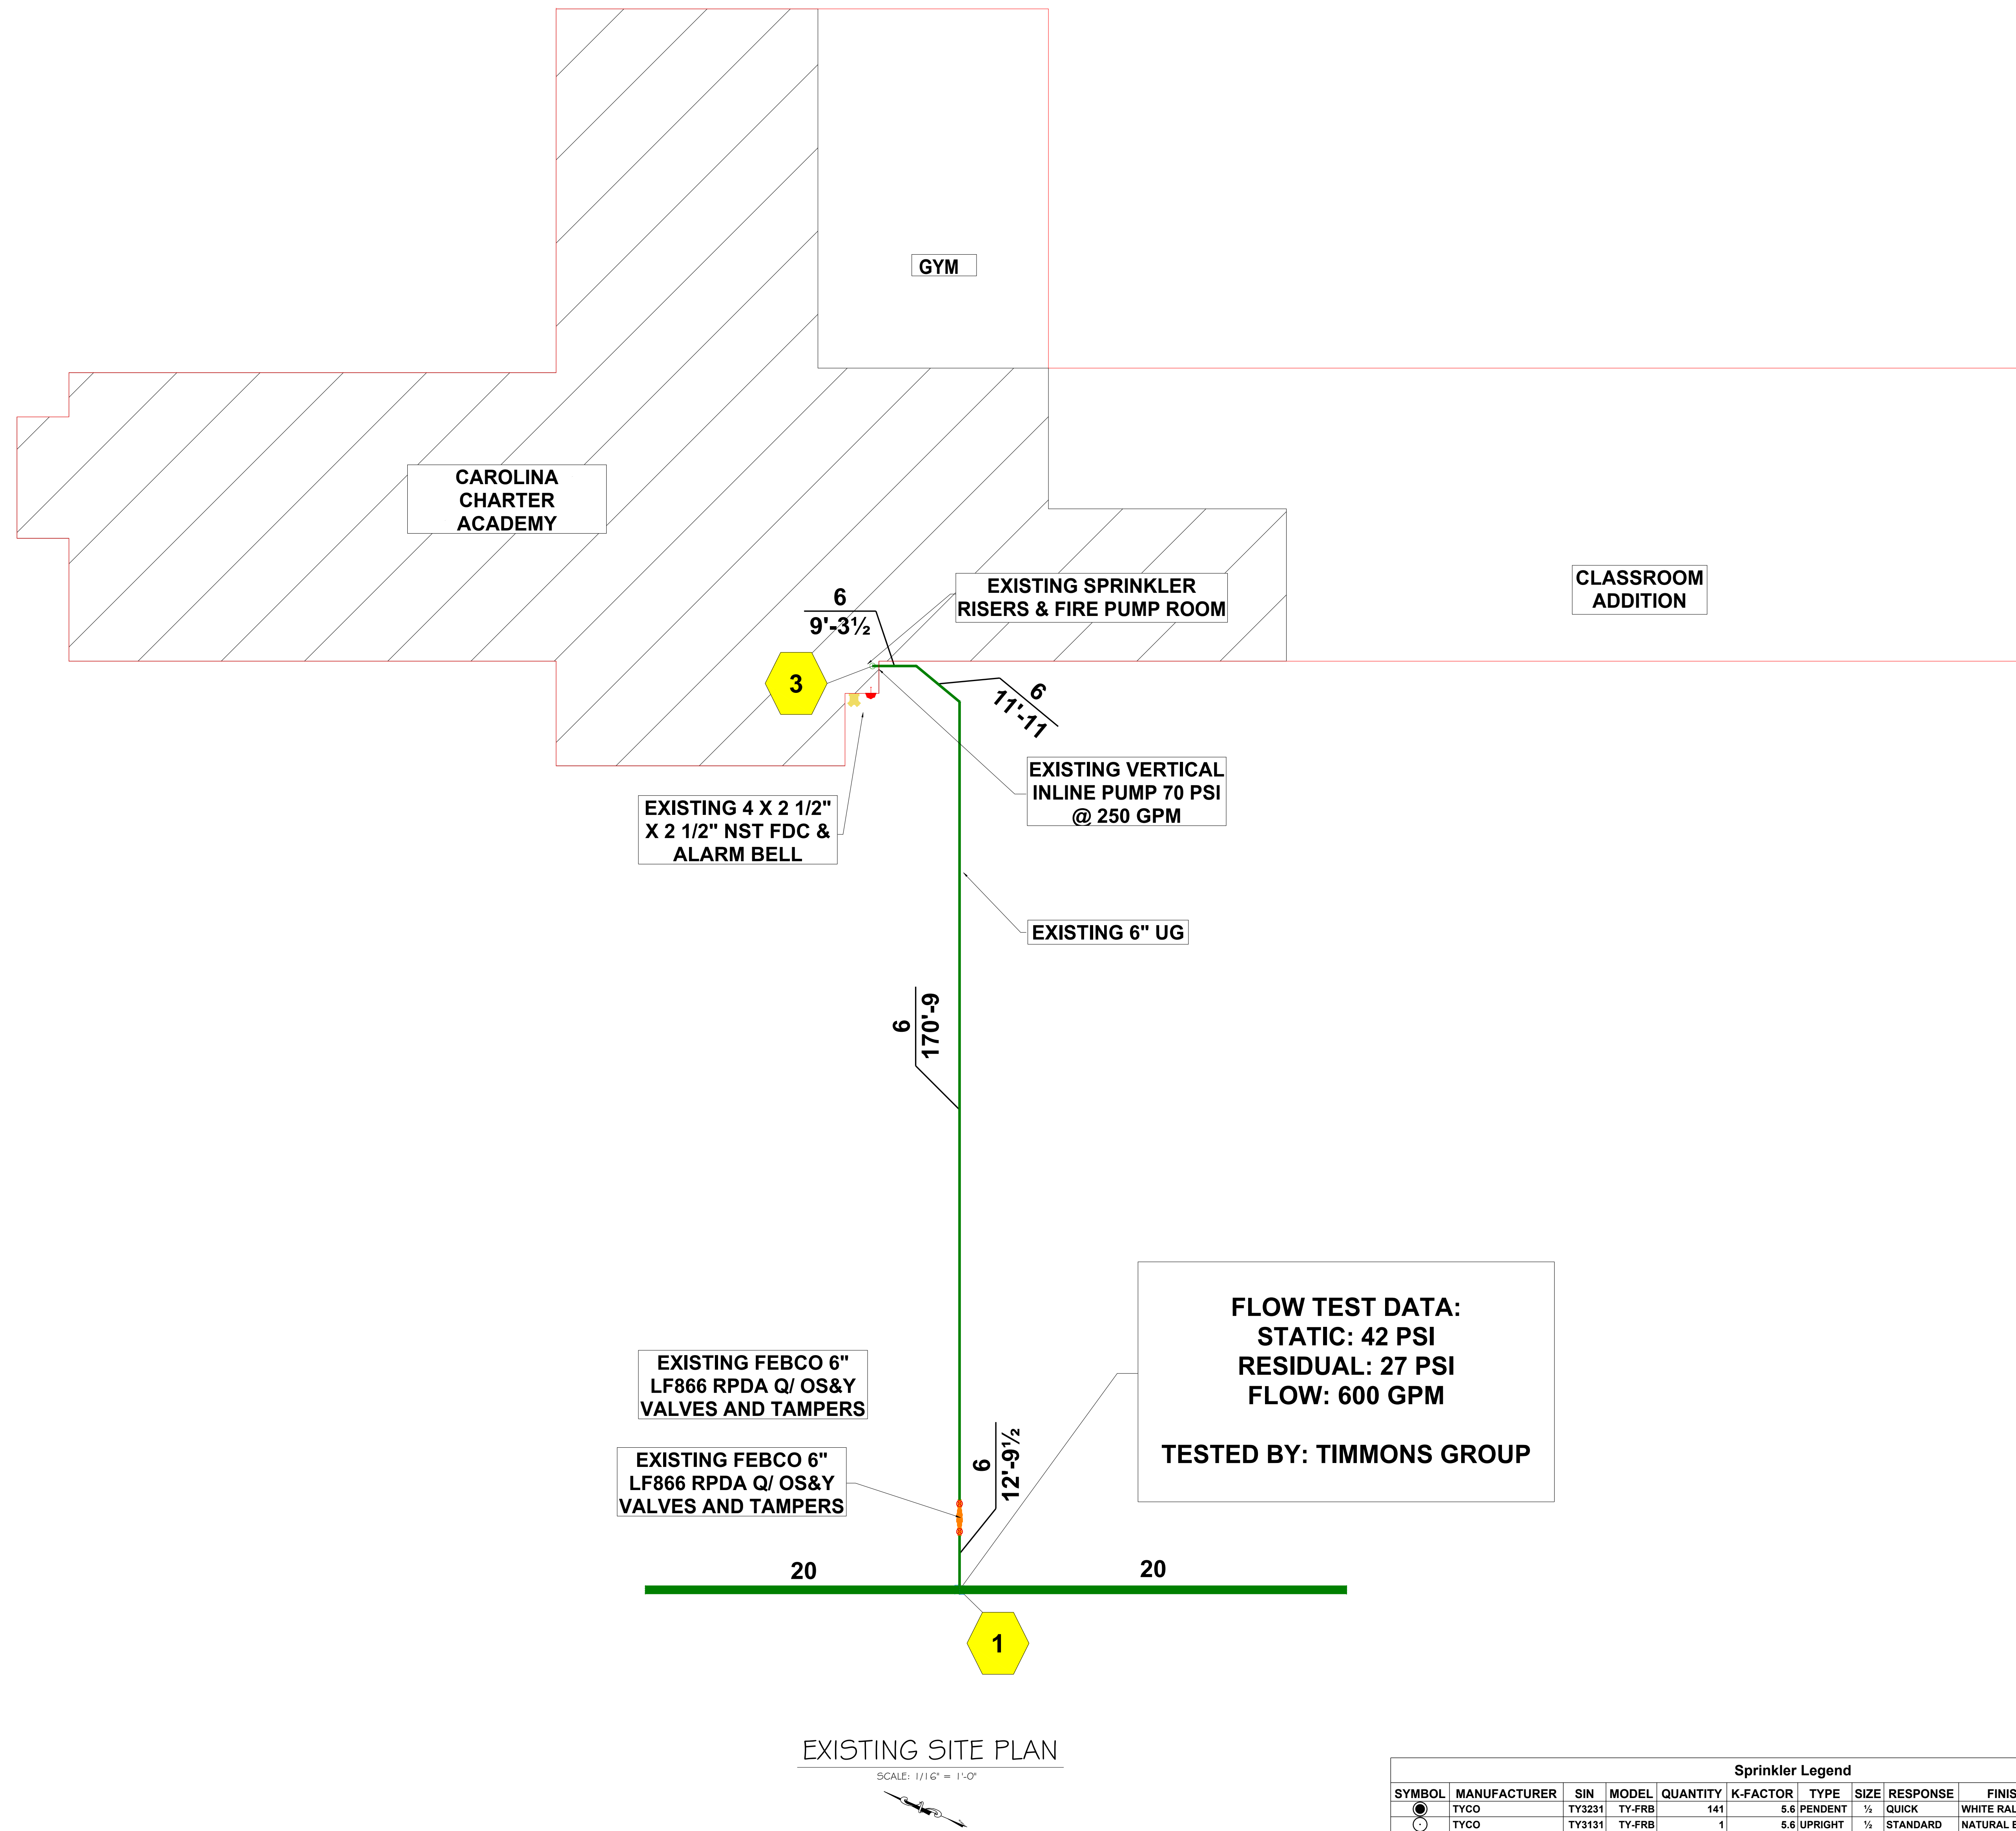 GYM
CAROLINA
CHARTER
ACADEMY
EXISTING SPRINKLER
RISERS & FIRE PUMP ROOM
CLASSROOM
ADDITION
6
9'-3½
3
6
11'-11
EXISTING VERTICAL
INLINE PUMP 70 PSI
@ 250 GPM
EXISTING 4 X 2 1/2"
X 2 1/2" NST FDC &
ALARM BELL
EXISTING 6" UG
6
170'-9
FLOW TEST DATA:
STATIC: 42 PSI
RESIDUAL: 27 PSI
FLOW: 600 GPM
TESTED BY: TIMMONS GROUP
EXISTING FEBCO 6"
LF866 RPDA Q/ OS&Y
VALVES AND TAMPERS
EXISTING FEBCO 6"
LF866 RPDA Q/ OS&Y
VALVES AND TAMPERS
6
12'-9½
20
20
1
EXISTING SITE PLAN
SCALE: 1/16" = 1'-0"
Sprinkler Legend
SYMBOL MANUFACTURER SIN MODEL QUANTITY K-FACTOR TYPE SIZE RESPONSE
TYCO TY3231 TY-FRB 141 5.6 PENDENT ½ QUICK WHITE RAL
TYCO TY3131 TY-FRB 1 5.6 UPRIGHT ½ STANDARD NATURAL